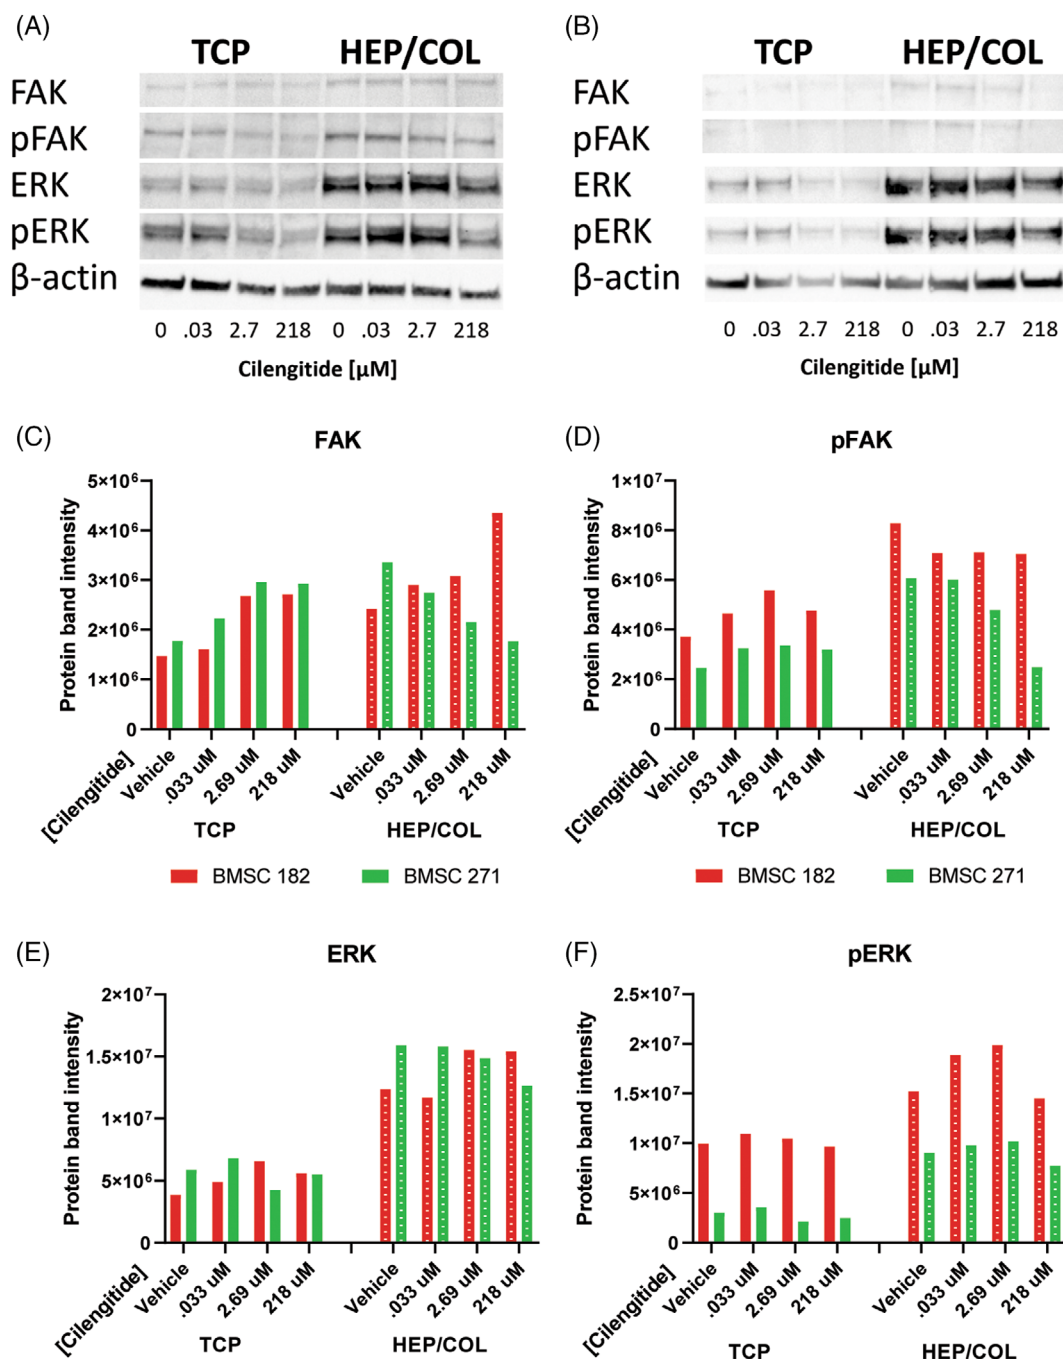 (A)
TCP HEP/COL
FAK
pFAK
ERK
pERK
β-actin
0 .03 2.7 218 0 .03 2.7 218
Cilengitide [μM]
(B)
TCP HEP/COL
FAK
pFAK
ERK
pERK
β-actin
0 .03 2.7 218 0 .03 2.7 218
Cilengitide [μM]
(C)
FAK
Protein band intensity
5×10⁶
4×10⁶
3×10⁶
2×10⁶
1×10⁶
0
[Cilengitide] Vehicle .033 uM 2.69 uM 218 uM Vehicle .033 uM 2.69 uM 218 uM
TCP HEP/COL
BMSC 182 BMSC 271
(D)
pFAK
Protein band intensity
1×10⁷
8×10⁶
6×10⁶
4×10⁶
2×10⁶
0
[Cilengitide] Vehicle .033 uM 2.69 uM 218 uM Vehicle .033 uM 2.69 uM 218 uM
TCP HEP/COL
BMSC 182 BMSC 271
(E)
ERK
Protein band intensity
2×10⁷
1.5×10⁷
1×10⁷
5×10⁶
0
[Cilengitide] Vehicle .033 uM 2.69 uM 218 uM Vehicle .033 uM 2.69 uM 218 uM
TCP HEP/COL
(F)
pERK
Protein band intensity
2.5×10⁷
2×10⁷
1.5×10⁷
1×10⁷
5×10⁶
0
[Cilengitide] Vehicle .033 uM 2.69 uM 218 uM Vehicle .033 uM 2.69 uM 218 uM
TCP HEP/COL